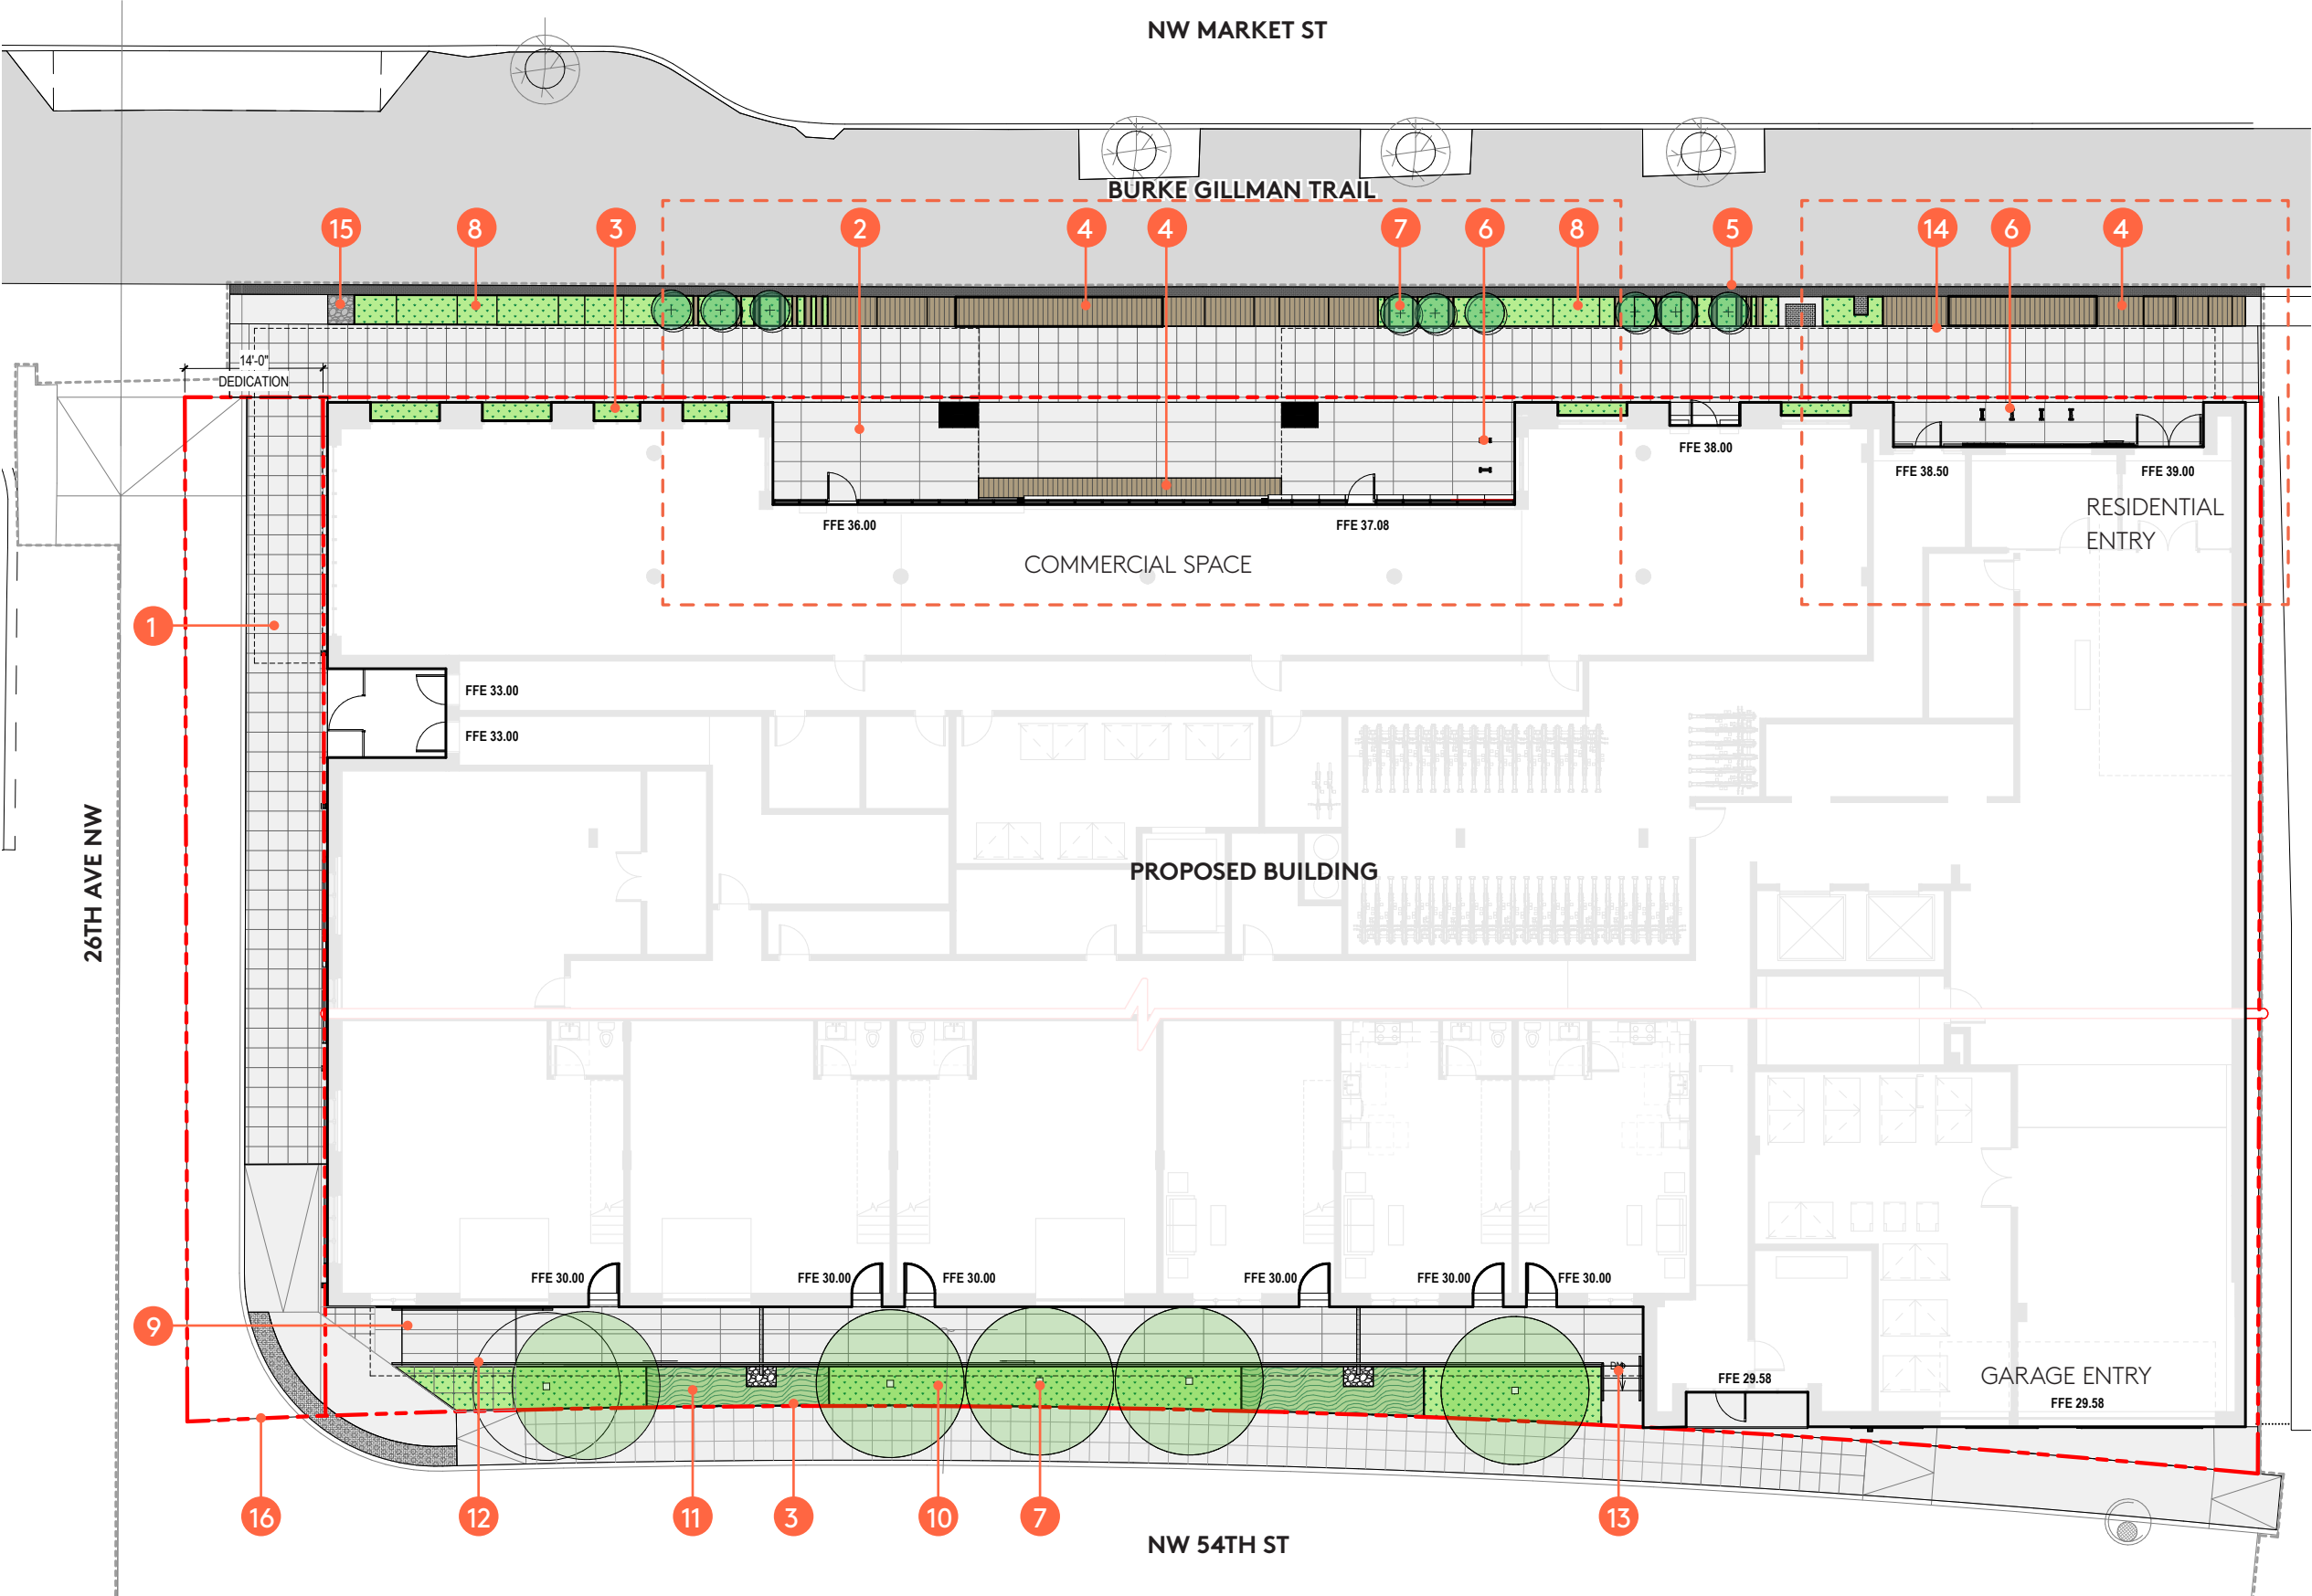 NW MARKET ST
BURKE GILLMAN TRAIL
15 8 3 2 4 4 7 6 8 5 14 6 4
14'-0"
DEDICATION
FFE 38.00
FFE 38.50
FFE 39.00
RESIDENTIAL
ENTRY
FFE 36.00
FFE 37.08
COMMERCIAL SPACE
1
FFE 33.00
FFE 33.00
26TH AVE NW
PROPOSED BUILDING
FFE 30.00
FFE 30.00
FFE 30.00
FFE 30.00
FFE 30.00
FFE 30.00
9
GARAGE ENTRY
FFE 29.58
FFE 29.58
16 12 11 3 10 7 13
NW 54TH ST